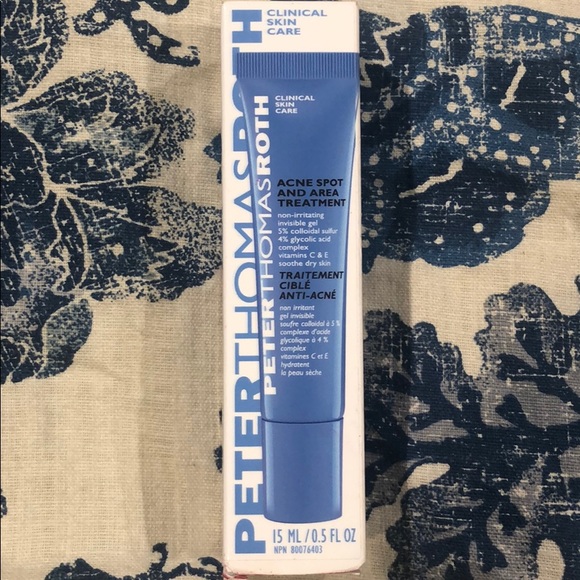 PETERTHOMASROTH
CLINICAL
SKIN
CARE
PETERTHOMASROTH
CLINICAL
SKIN
CARE
ACNE SPOT
AND AREA
TREATMENT
non-irritating
invisible gel
5% colloidal sulfur
4% glycolic acid
complex
vitamins C & E
soothe dry skin
TRAITEMENT
CIBLÉ
ANTI-ACNÉ
non irritant
gel invisible
soufre colloïdal à 5 %
complexe d'acide
glycolique à 4 %
complex
vitamines C et E
hydratent
la peau sèche
15 ML / 0.5 FL OZ
NPN 80076403